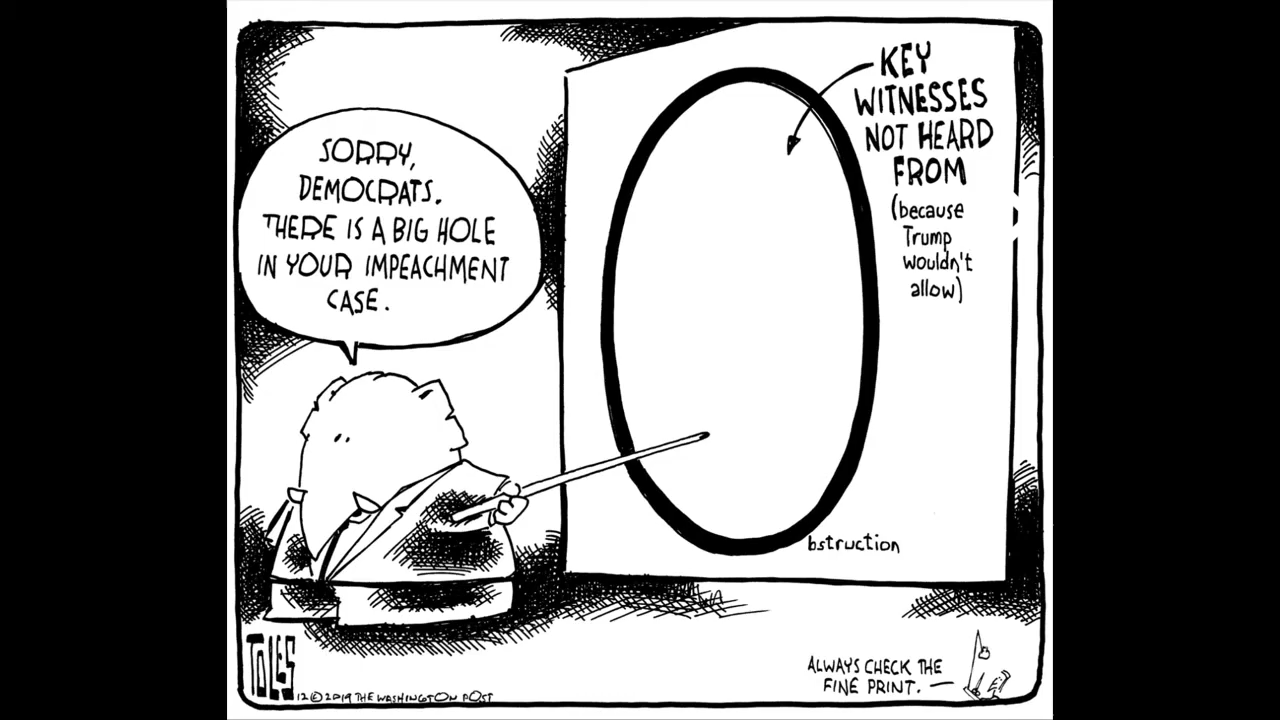 SORRY,
DEMOCRATS.
THERE IS A BIG HOLE
IN YOUR IMPEACHMENT
CASE.
KEY
WITNESSES
NOT HEARD
FROM
(because
Trump
wouldn't
allow)
Obstruction
TOLES
12 © 2019 THE WASHINGTON POST
ALWAYS CHECK THE
FINE PRINT. —